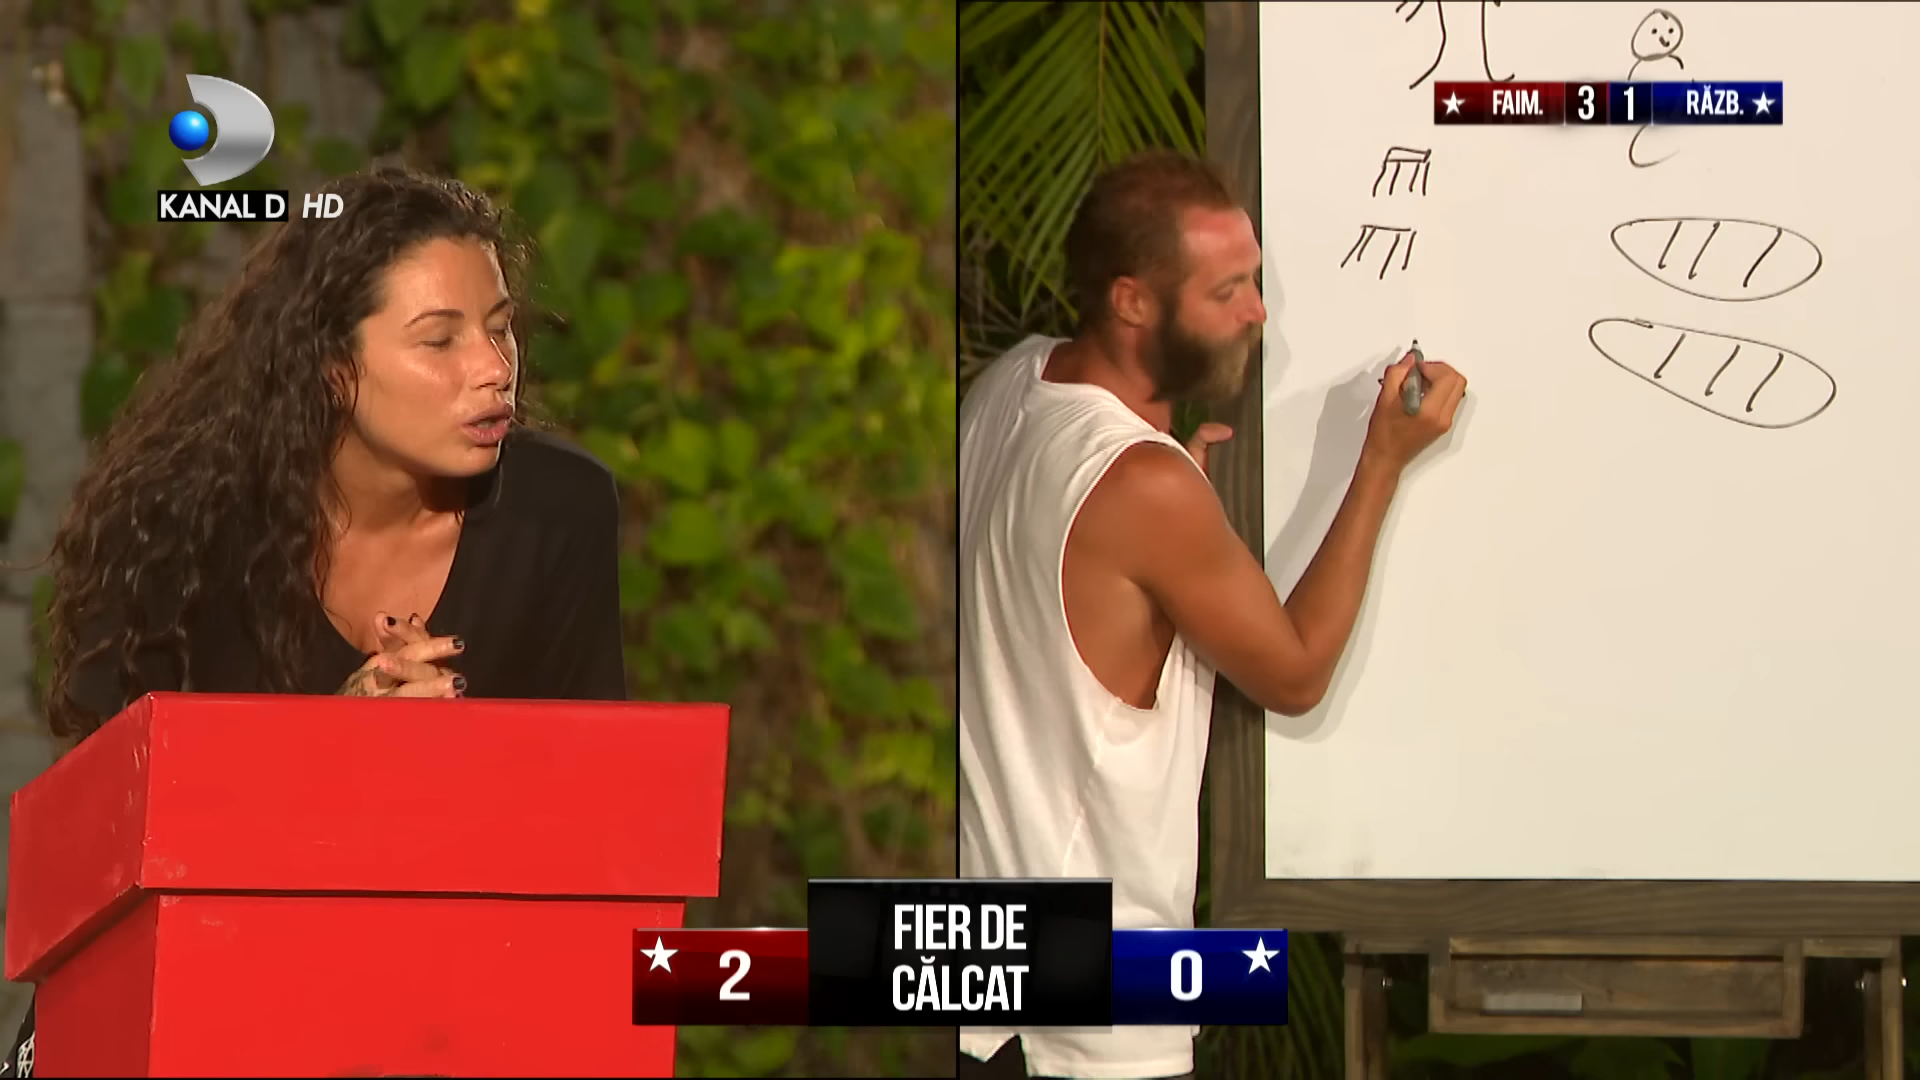 KANAL D HD
FAIM. 3 1 RĂZB.
2 FIER DE CĂLCAT 0